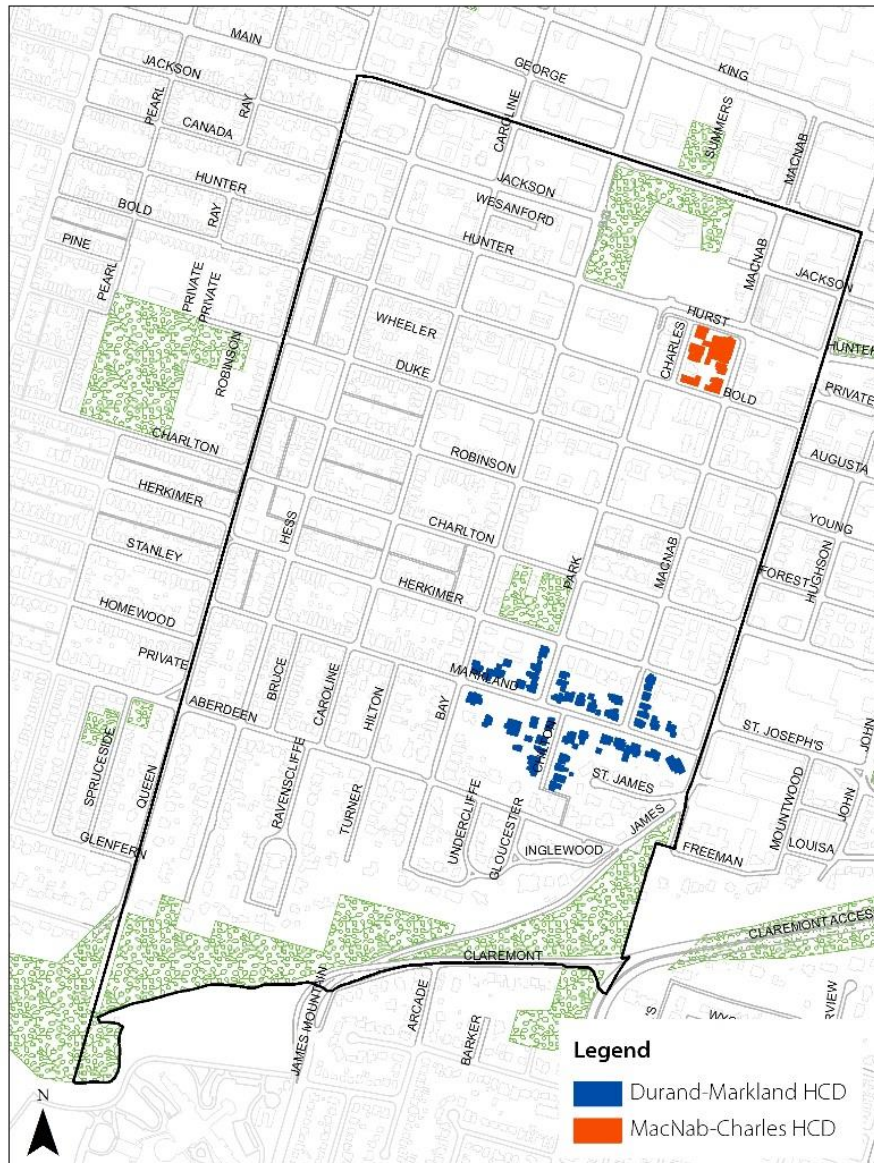 MAIN
KING
GEORGE
JACKSON
RAY
PEARL
CAROLINE
SUMMERS
MACNAB
CANADA
HUNTER
JACKSON
WESANFORD
HUNTER
BOLD
RAY
PINE
MACNAB
JACKSON
PEARL
PRIVATE
PRIVATE
HURST
WHEELER
CHARLES
HUNTER
ROBINSON
DUKE
BOLD
PRIVATE
CHARLTON
ROBINSON
AUGUSTA
HERKIMER
HESS
CHARLTON
YOUNG
STANLEY
PARK
MACNAB
HUGHSON
FOREST
HERKIMER
HOMEWOOD
PRIVATE
BRUCE
MARKLAND
ABERDEEN
CAROLINE
HILTON
BAY
ST. JOSEPH'S
JOHN
SPRUCESIDE
QUEEN
RAVENSCLIFFE
ST. JAMES
MOUNTWOOD
TURNER
UNDERCLIFFE
GLOUCESTER
JAMES
JOHN
GLENFERN
INGLEWOOD
FREEMAN
LOUISA
CLAREMONT ACCESS
CLAREMONT
JAMES MOUNTAIN
ARCADE
BARKER
Legend
Durand-Markland HCD
MacNab-Charles HCD
N